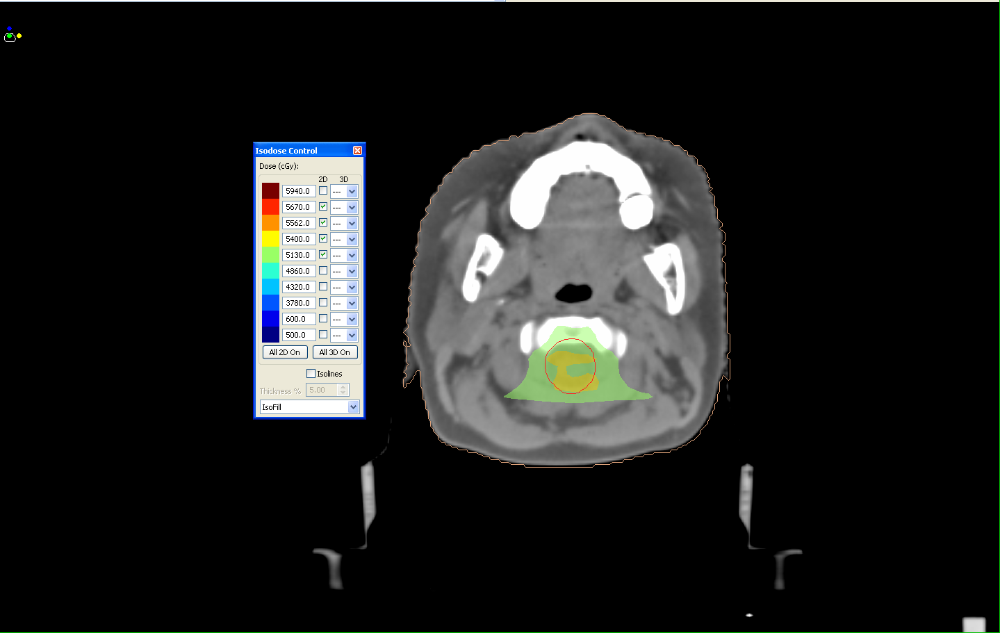 Isodose Control
Dose (cGy):
2D 3D
5940.0 ---
5670.0 ---
5562.0 ---
5400.0 ---
5130.0 ---
4860.0 ---
4320.0 ---
3780.0 ---
600.0 ---
500.0 ---
All 2D On All 3D On
Isolines
Thickness % 5.00
IsoFill